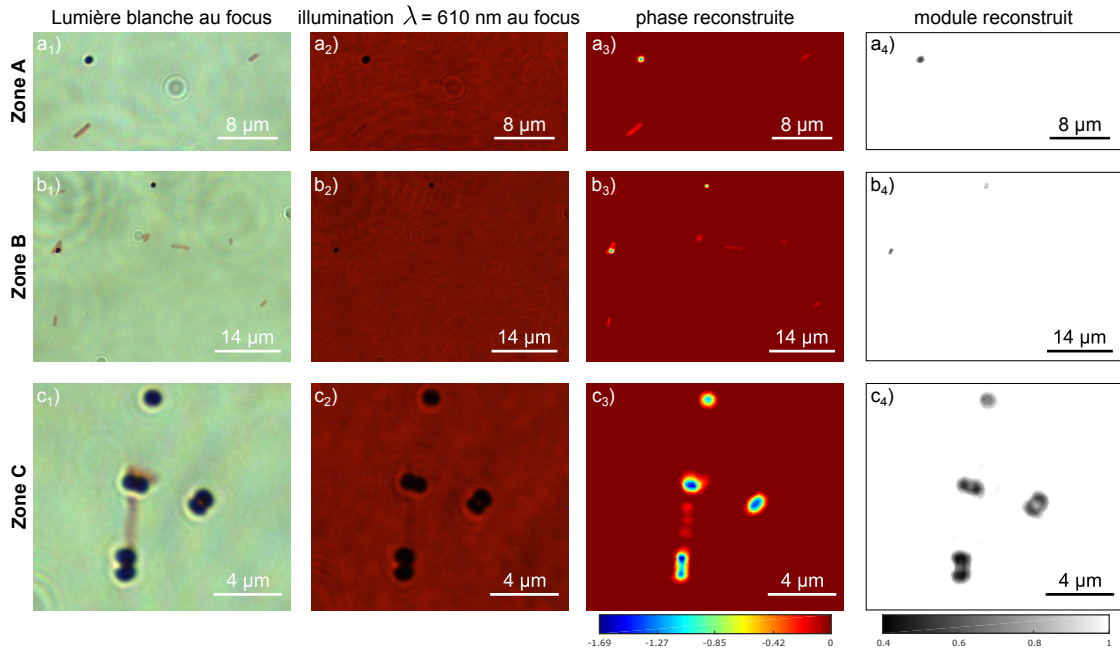 Lumière blanche au focus
illumination λ = 610 nm au focus
phase reconstruite
module reconstruit
Zone A
a1)
8 µm
a2)
8 µm
a3)
8 µm
a4)
8 µm
Zone B
b1)
14 µm
b2)
14 µm
b3)
14 µm
b4)
14 µm
Zone C
c1)
4 µm
c2)
4 µm
c3)
4 µm
c4)
4 µm
-1.69 -1.27 -0.85 -0.42 0
0.4 0.6 0.8 1